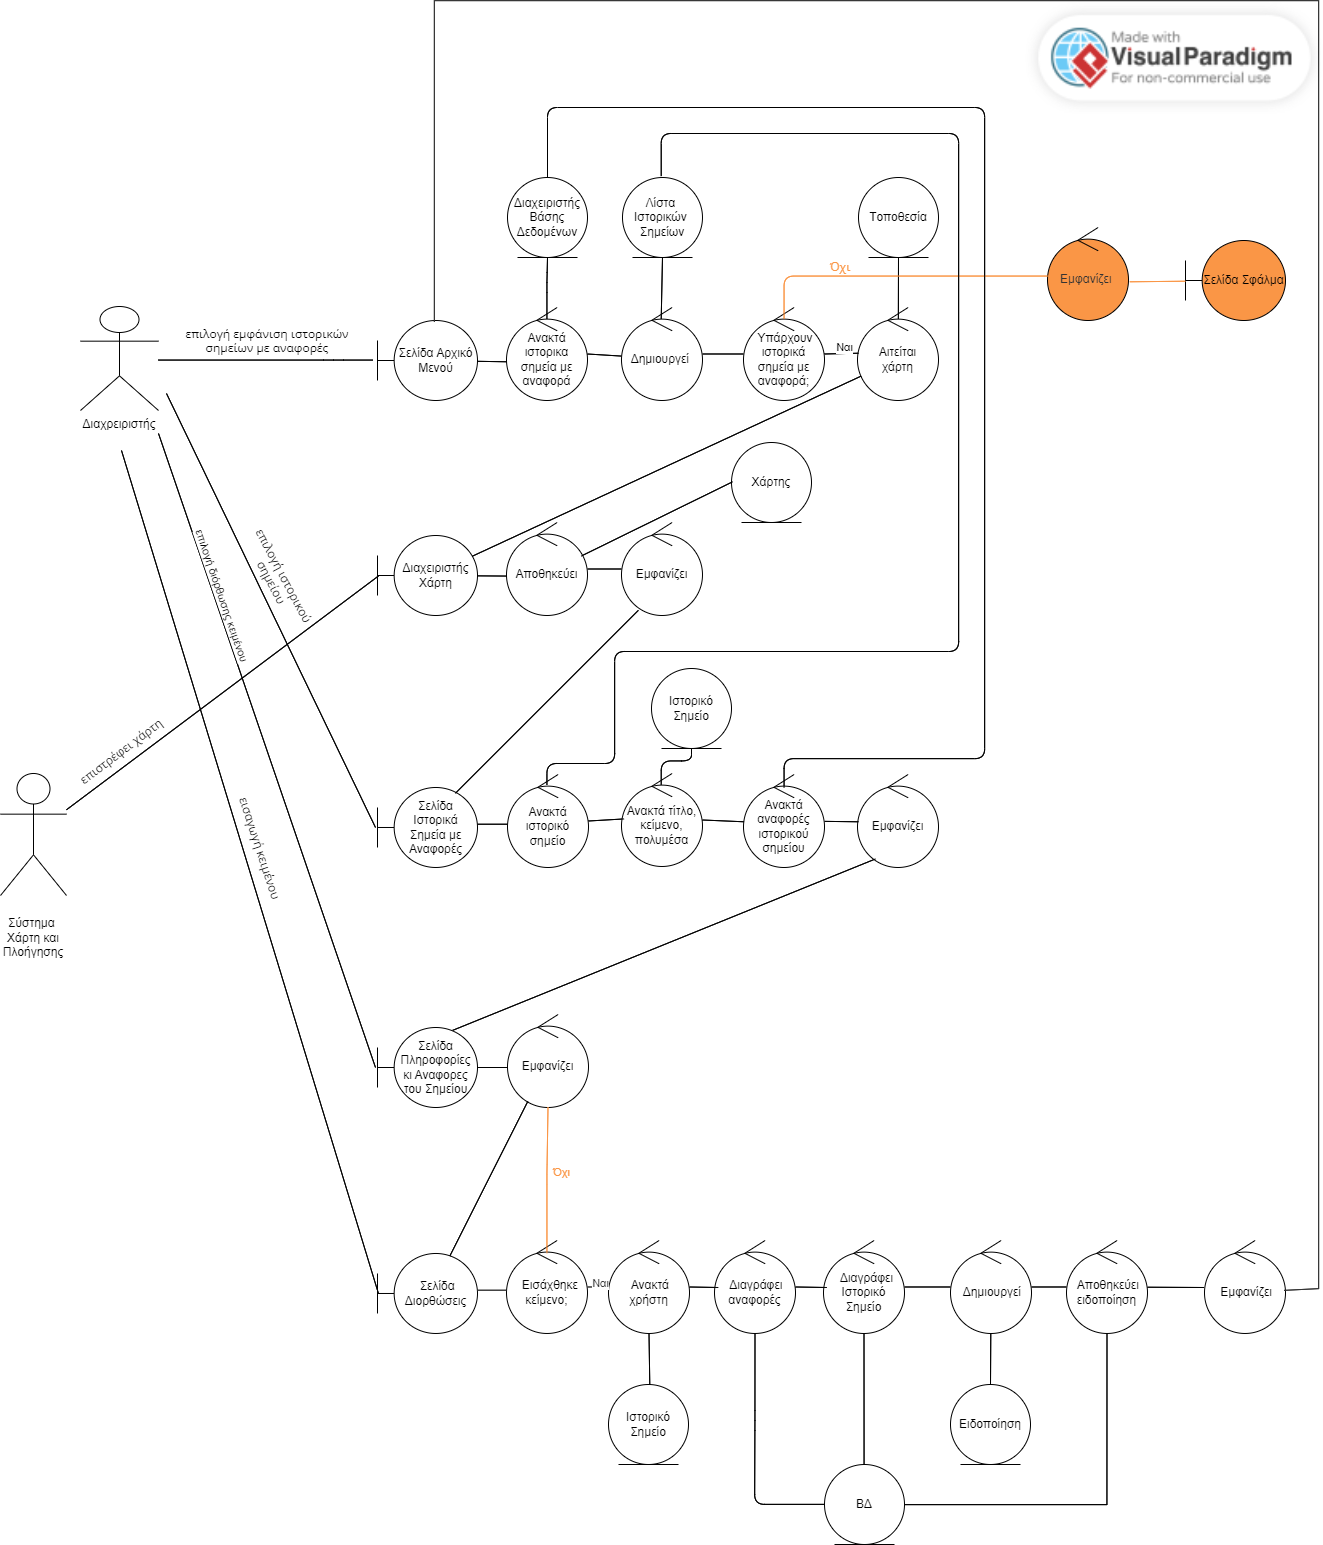 Made with
Visual Paradigm
For non-commercial use
Διαχειριστής
Βάσης
Δεδομένων
Λίστα
Ιστορικών
Σημείων
Τοποθεσία
Όχι
Εμφανίζει
Σελίδα Σφάλμα
επιλογή εμφάνιση ιστορικών
σημείων με αναφορές
Διαχρειριστής
Σελίδα Αρχικό
Μενού
Ανακτά
ιστορικα
σημεία με
αναφορά
Δημιουργεί
Υπάρχουν
ιστορικά
σημεία με
αναφορά;
Ναι
Αιτείται
χάρτη
Χάρτης
Διαχειριστής
Χάρτη
Αποθηκεύει
Εμφανίζει
επιλογή ιστορικού
σημείου
επιλογή διόρθωσης κειμένου
επιστρέφει χάρτη
εισαγωγή κειμένου
Ιστορικό
Σημείο
Σελίδα
Ιστορικά
Σημεία με
Αναφορές
Ανακτά
ιστορικό
σημείο
Ανακτά τίτλο,
κείμενο,
πολυμέσα
Ανακτά
αναφορές
ιστορικού
σημείου
Εμφανίζει
Σύστημα
Χάρτη και
Πλοήγησης
Σελίδα
Πληροφορίες
κι Αναφορες
του Σημείου
Εμφανίζει
Όχι
Σελίδα
Διορθώσεις
Εισάχθηκε
κείμενο;
Ναι
Ανακτά
χρήστη
Διαγράφει
αναφορές
Διαγράφει
Ιστορικό
Σημείο
Δημιουργεί
Αποθηκεύει
ειδοποίηση
Εμφανίζει
Ιστορικό
Σημείο
Ειδοποίηση
ΒΔ